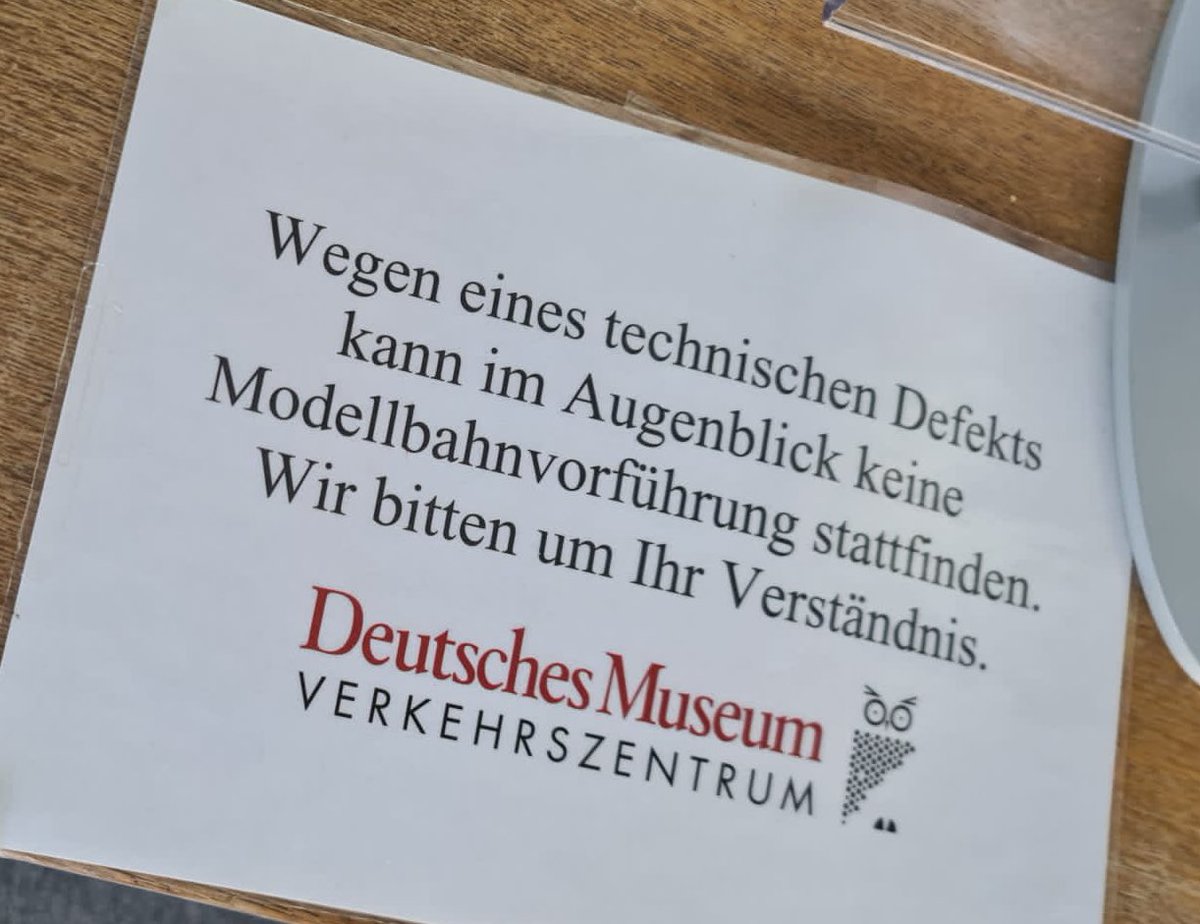 Wegen eines technischen Defekts
kann im Augenblick keine
Modellbahnvorführung stattfinden.
Wir bitten um Ihr Verständnis.
Deutsches Museum
VERKEHRSZENTRUM